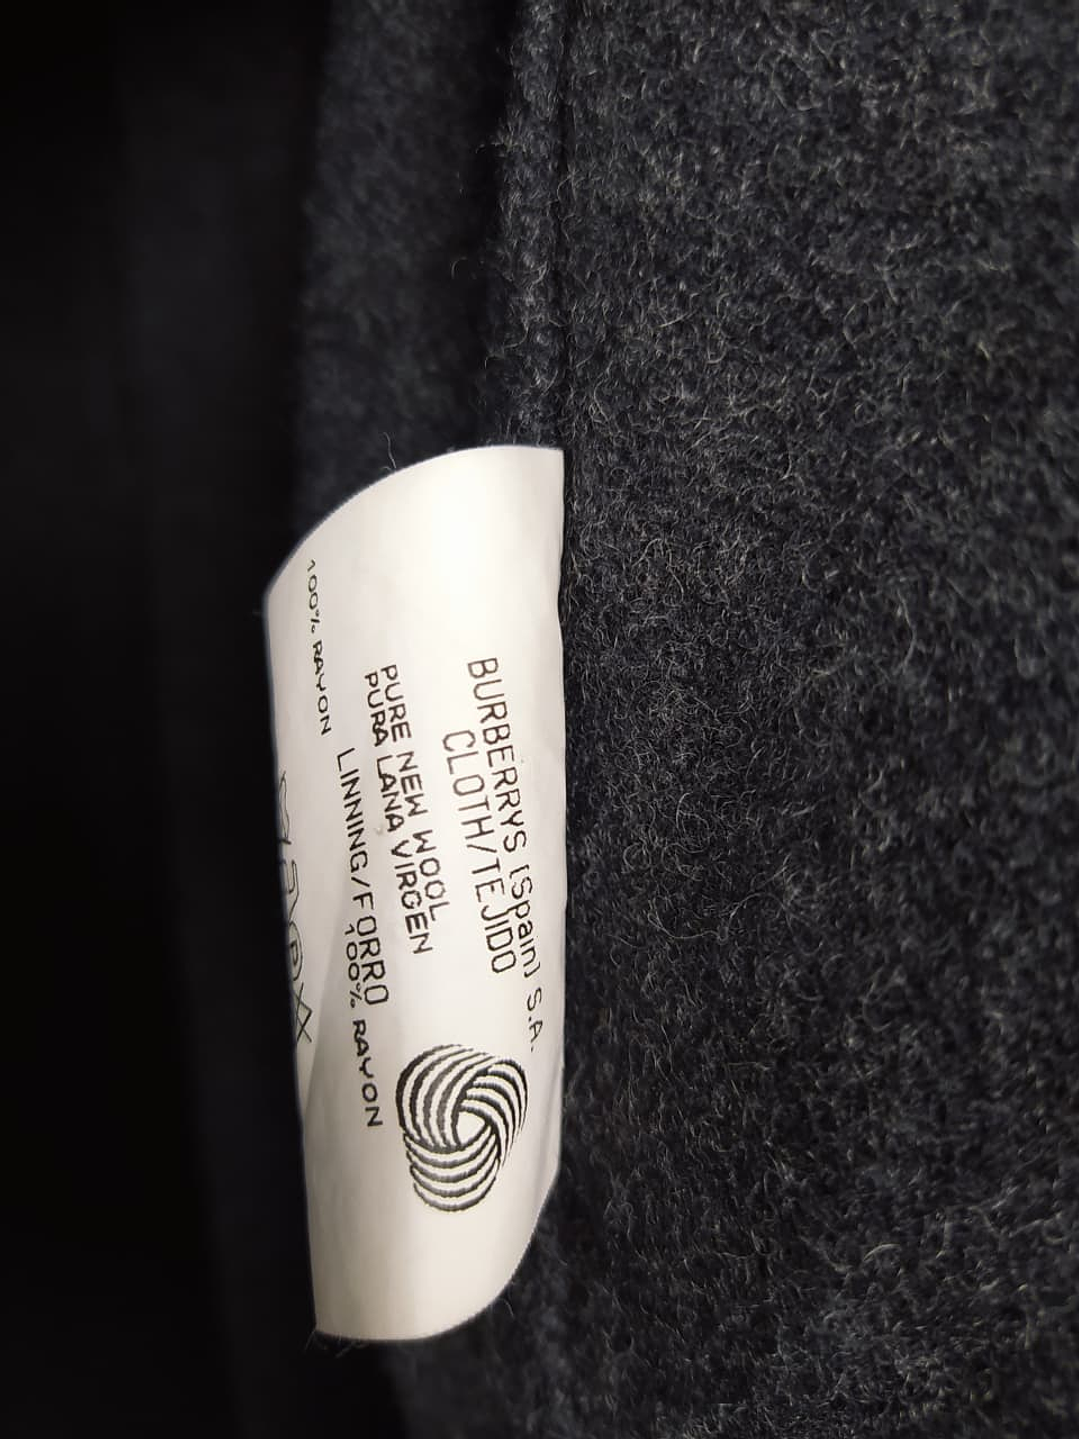 BURBERRYS [Spain] S.A.
CLOTH/TEJIDO
PURE NEW WOOL
PURA LANA VIRGEN
LINNING/FORRO
100% RAYON
100% RAYON